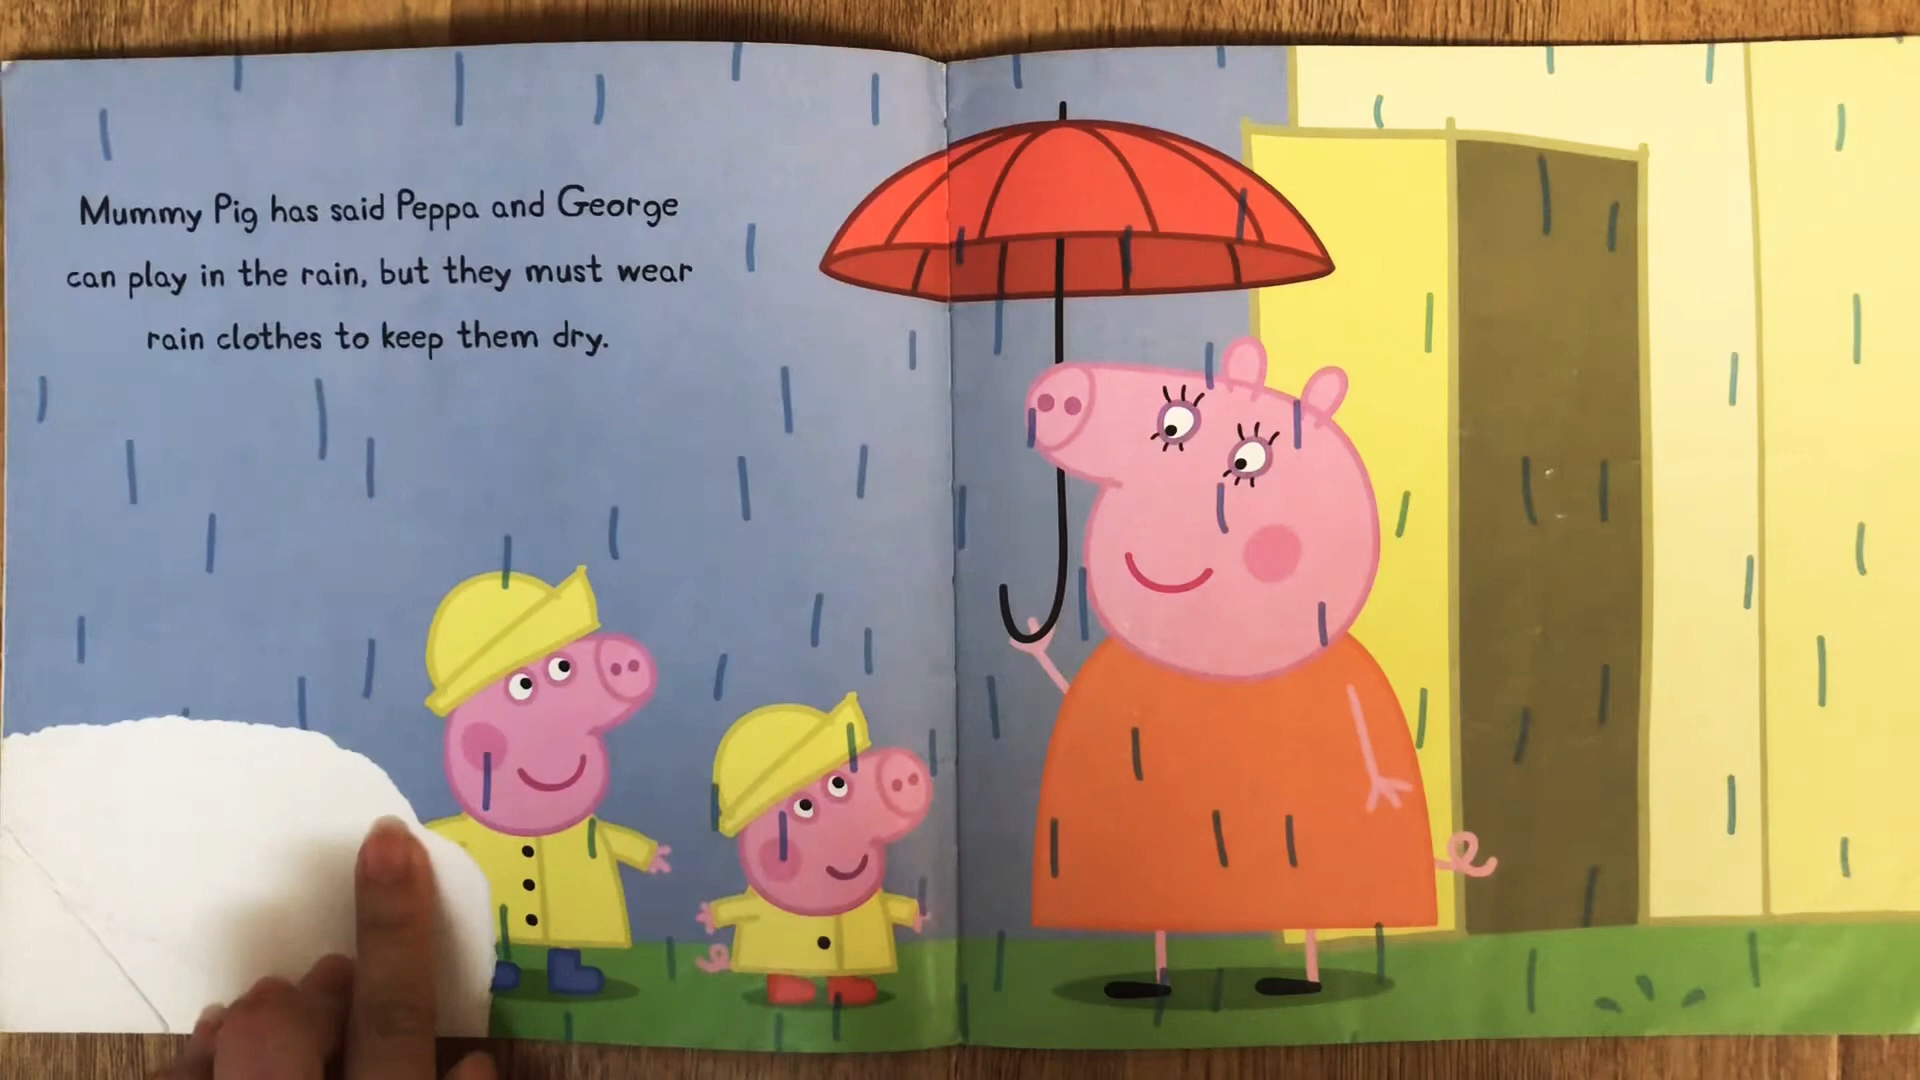 Mummy Pig has said Peppa and George
can play in the rain, but they must wear
rain clothes to keep them dry.